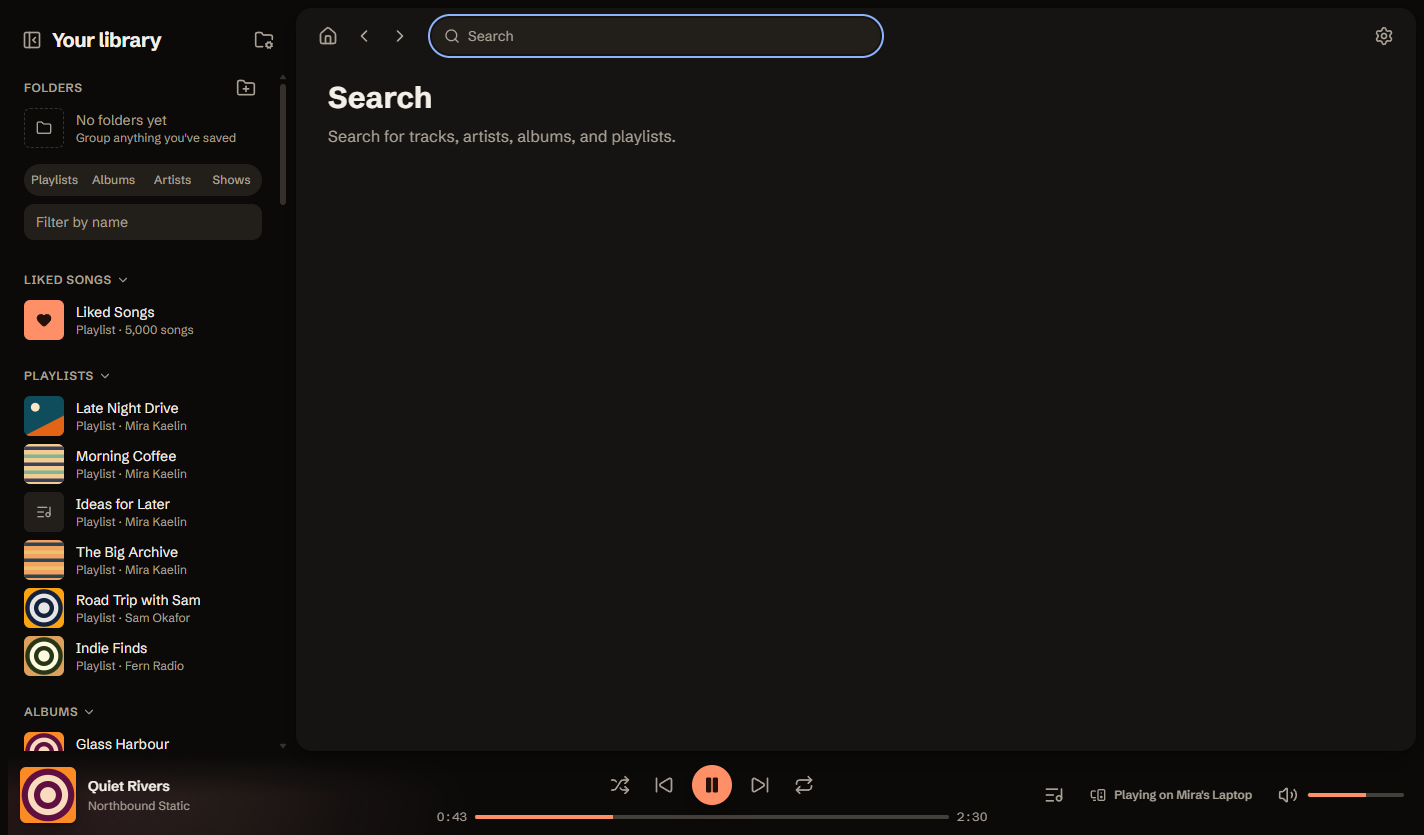 Your library
FOLDERS
No folders yet
Group anything you've saved
Playlists Albums Artists Shows
Filter by name
LIKED SONGS
Liked Songs
Playlist · 5,000 songs
PLAYLISTS
Late Night Drive
Playlist · Mira Kaelin
Morning Coffee
Playlist · Mira Kaelin
Ideas for Later
Playlist · Mira Kaelin
The Big Archive
Playlist · Mira Kaelin
Road Trip with Sam
Playlist · Sam Okafor
Indie Finds
Playlist · Fern Radio
ALBUMS
Glass Harbour
Search
Search
Search for tracks, artists, albums, and playlists.
Quiet Rivers
Northbound Static
0:43
2:30
Playing on Mira's Laptop